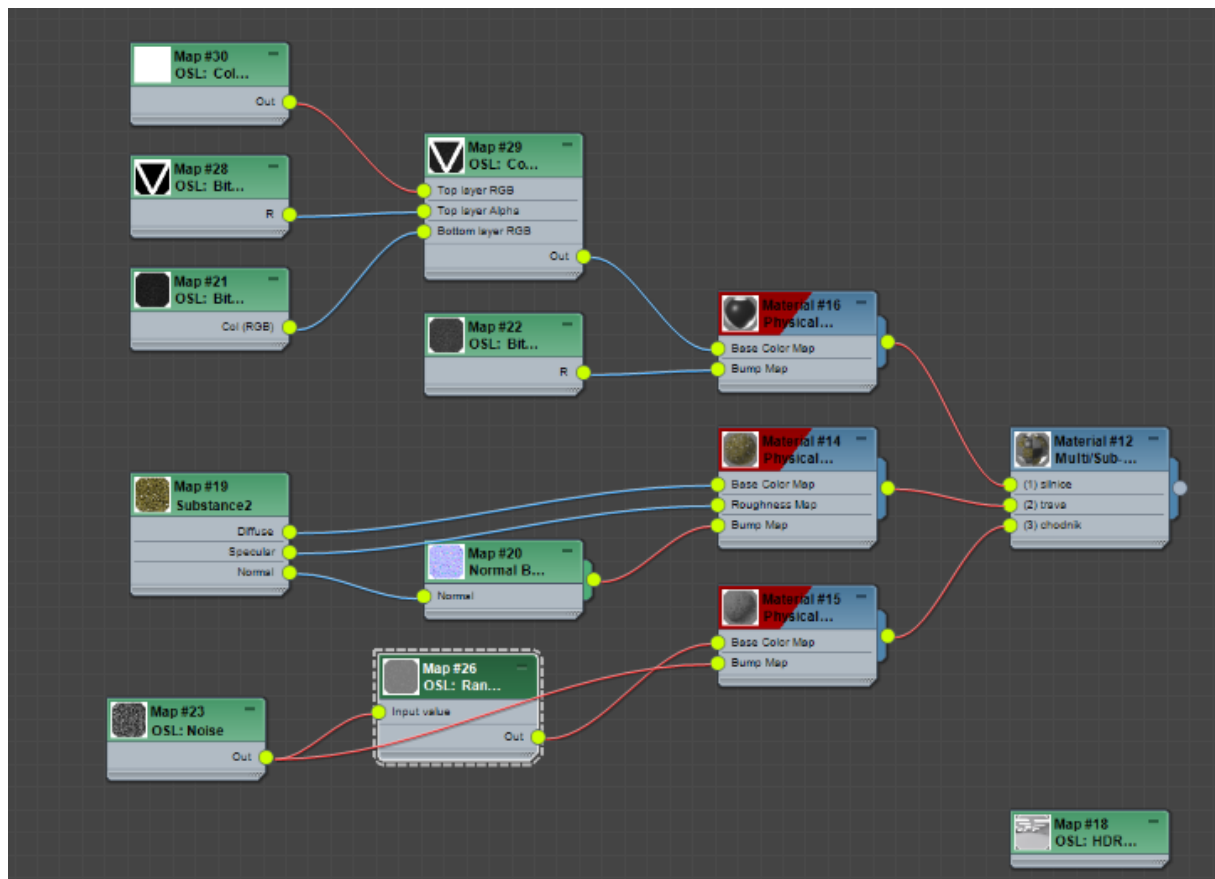 Map #30
OSL: Col...
Out
Map #28
OSL: Bit...
R
Map #21
OSL: Bit...
Col (RGB)
Map #29
OSL: Co...
Top layer RGB
Top layer Alpha
Bottom layer RGB
Out
Map #22
OSL: Bit...
R
Material #16
Physical...
Base Color Map
Bump Map
Map #19
Substance2
Diffuse
Specular
Normal
Map #20
Normal B...
Normal
Material #14
Physical...
Base Color Map
Roughness Map
Bump Map
Material #12
Multi/Sub-...
(1) silnice
(2) trava
(3) chodnik
Material #15
Physical...
Base Color Map
Bump Map
Map #26
OSL: Ran...
Input value
Out
Map #23
OSL: Noise
Out
Map #18
OSL: HDR...